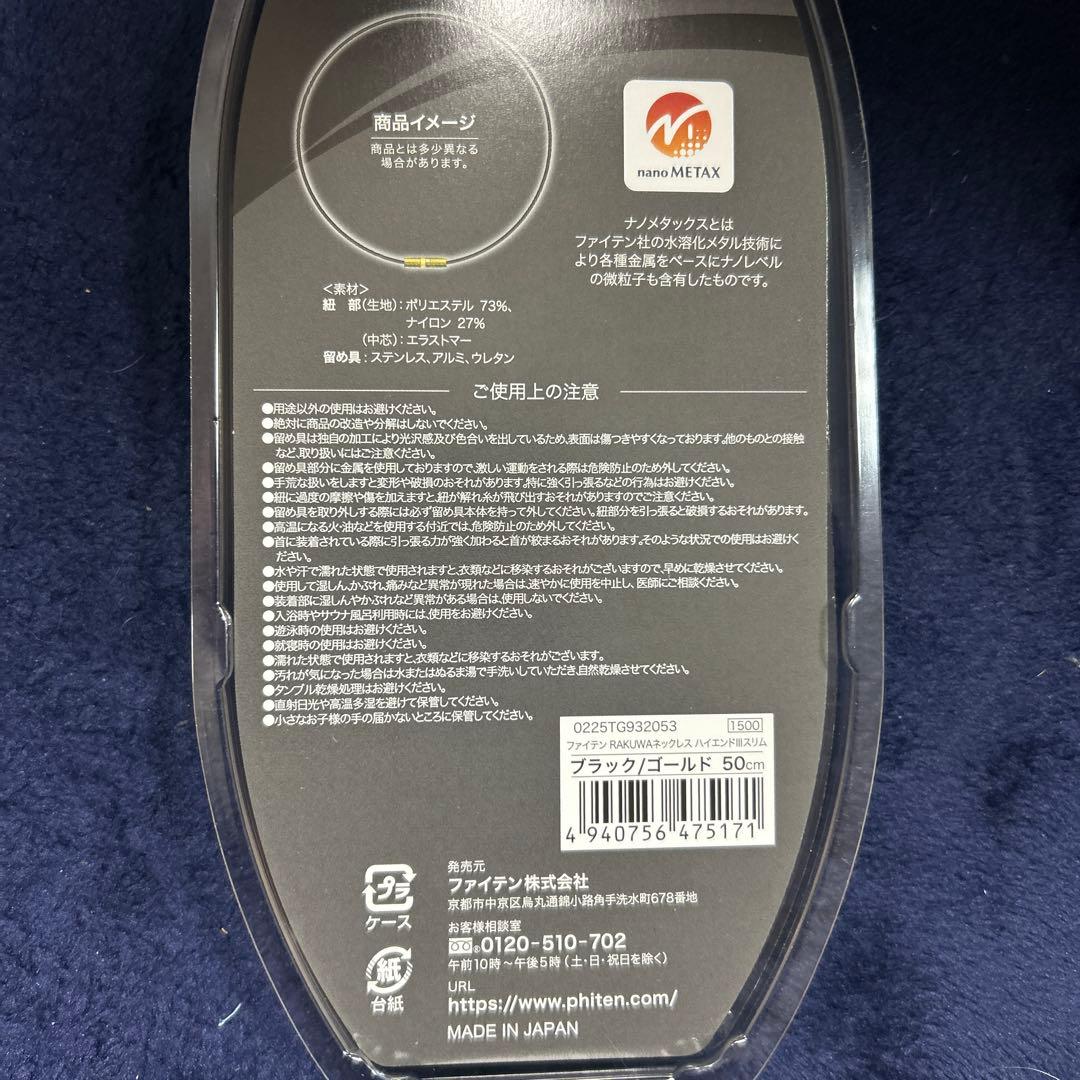 商品イメージ
商品とは多少異なる
場合があります。
nano METAX
ナノメタックスとは
ファイテン社の水溶化メタル技術に
より各種金属をベースにナノレベル
の微粒子も含有したものです。
<素材>
紐 部(生地):ポリエステル 73%、
ナイロン 27%
(中芯):エラストマー
留め具:ステンレス、アルミ、ウレタン
ご使用上の注意
●用途以外の使用はお避けください。
●絶対に商品の改造や分解はしないでください。
●留め具は独自の加工により光沢感及び色合いを出しているため、表面は傷つきやすくなっております。他のものとの接触
など、取り扱いにはご注意ください。
●留め具部分に金属を使用しておりますので、激しい運動をされる際は危険防止のため外してください。
●手荒な扱いをしますと変形や破損のおそれがあります。特に強く引っ張るなどの行為はお避けください。
●紐に過度の摩擦や傷を加えますと、紐が解れ糸が飛び出すおそれがありますのでご注意ください。
●留め具を取り外しする際には必ず留め具本体を持って外してください。紐部分を引っ張ると破損するおそれがあります。
●高温になる火・油などを使用する付近では、危険防止のため外してください。
●首に装着されている際に引っ張る力が強く加わると首が絞まるおそれがあります。そのような状況での使用はお避けく
ださい。
●水や汗で濡れた状態で使用されますと、衣類などに移染するおそれがございますので、早めに乾燥させてください。
●使用して湿しん、かぶれ、痛みなど異常が現れた場合は、速やかに使用を中止し、医師にご相談ください。
●装着部に湿しんやかぶれなど異常がある場合は、使用しないでください。
●入浴時やサウナ風呂利用時には、使用をお避けください。
●遊泳時の使用はお避けください。
●就寝時の使用はお避けください。
●濡れた状態で使用されますと、衣類などに移染するおそれがございます。
●汚れが気になった場合は水またはぬるま湯で手洗いしていただき、自然乾燥させてください。
●タンブル乾燥処理はお避けください。
●直射日光や高温多湿を避けて保管してください。
●小さなお子様の手の届かないところに保管してください。
0225TG932053 1500
ファイテン RAKUWAネックレス ハイエンドIIIスリム
ブラック/ゴールド 50cm
4 940756 475171
プラ
ケース
紙
台紙
発売元
ファイテン株式会社
京都市中京区烏丸通錦小路角手洗水町678番地
お客様相談室
0120-510-702
午前10時~午後5時(土・日・祝日を除く)
URL
https://www.phiten.com/
MADE IN JAPAN